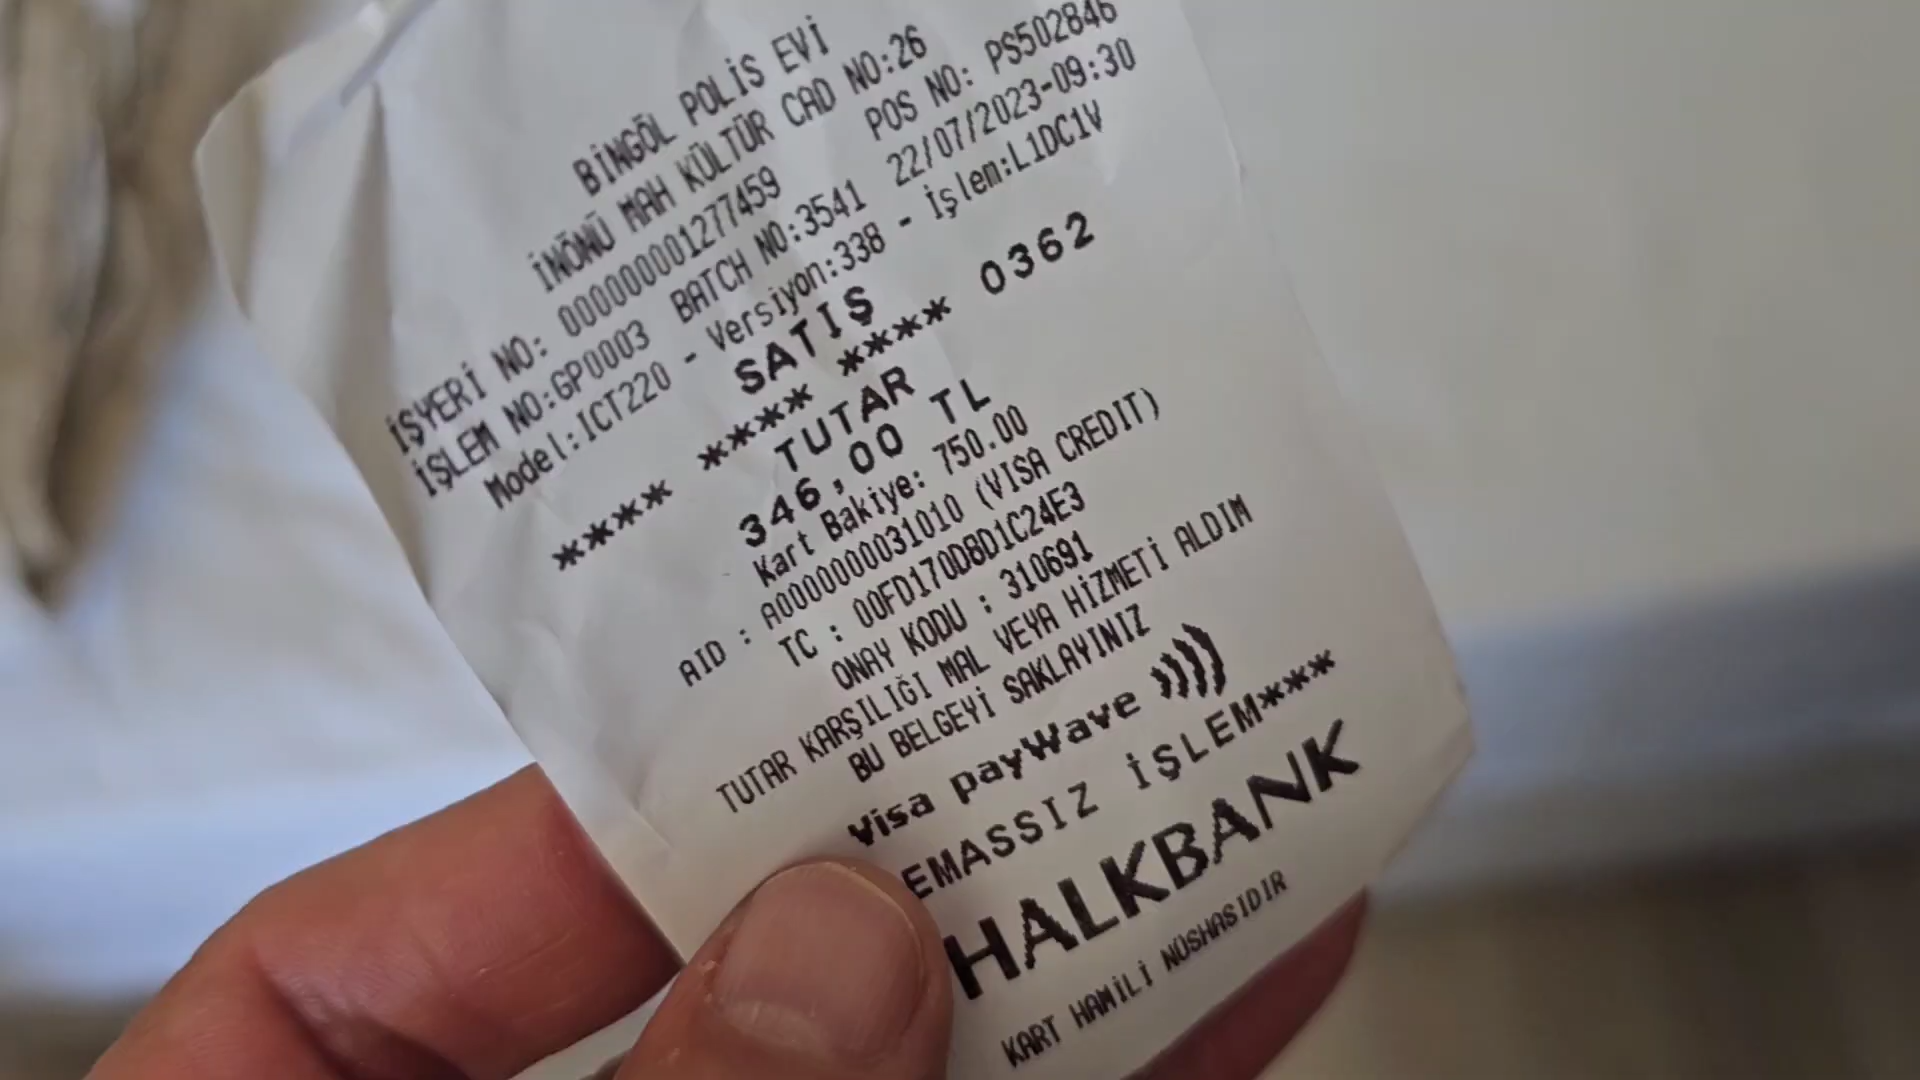 BİNGÖL POLİS EVİ
İNÖNÜ MAH KÜLTÜR CAD NO:26
İŞYERİ NO: 000000001277459 POS NO: PS502846
İŞLEM NO:GP0003 BATCH NO:3541 22/07/2023-09:30
Model:ICT220 - Versiyon:338 - İşlem:L1DC1V
SATIŞ
**** **** **** 0362
TUTAR
346,00 TL
Kart Bakiye: 750.00
AID : A0000000031010 (VISA CREDIT)
TC : 00FD170D8D1C24E3
ONAY KODU : 310691
TUTAR KARŞILIĞI MAL VEYA HİZMETİ ALDIM
BU BELGEYİ SAKLAYINIZ
Visa payWave
EMASSIZ İŞLEM***
HALKBANK
KART HAMİLİ NÜSHASIDIR